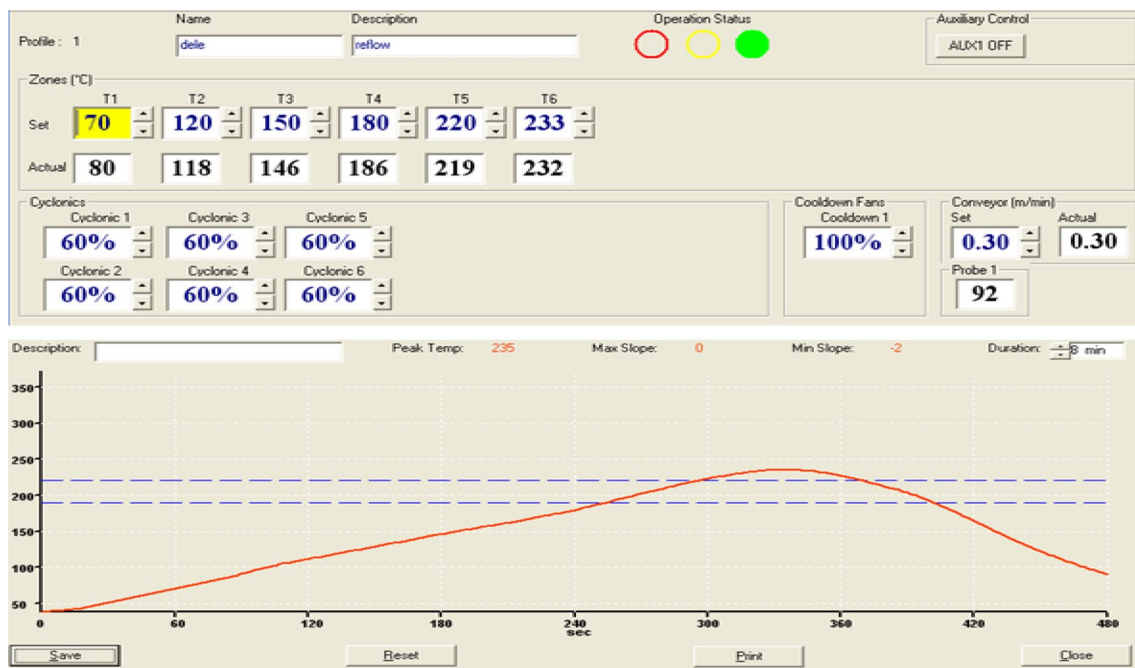 Name Description Operation Status Auxiliary Control
Profile : 1 dele reflow AUX1 OFF
Zones (°C)
T1 T2 T3 T4 T5 T6
Set 70 120 150 180 220 233
Actual 80 118 146 186 219 232
Cyclonics Cooldown Fans Conveyor (m/min)
Cyclonic 1 Cyclonic 3 Cyclonic 5 Cooldown 1 Set Actual
60% 60% 60% 100% 0.30 0.30
Cyclonic 2 Cyclonic 4 Cyclonic 6 Probe 1
60% 60% 60% 92
Description: Peak Temp: 235 Max Slope: 0 Min Slope: -2 Duration: 8 min
350
300
250
200
150
100
50
0 60 120 180 240 300 360 420 480
sec
Save Reset Print Close